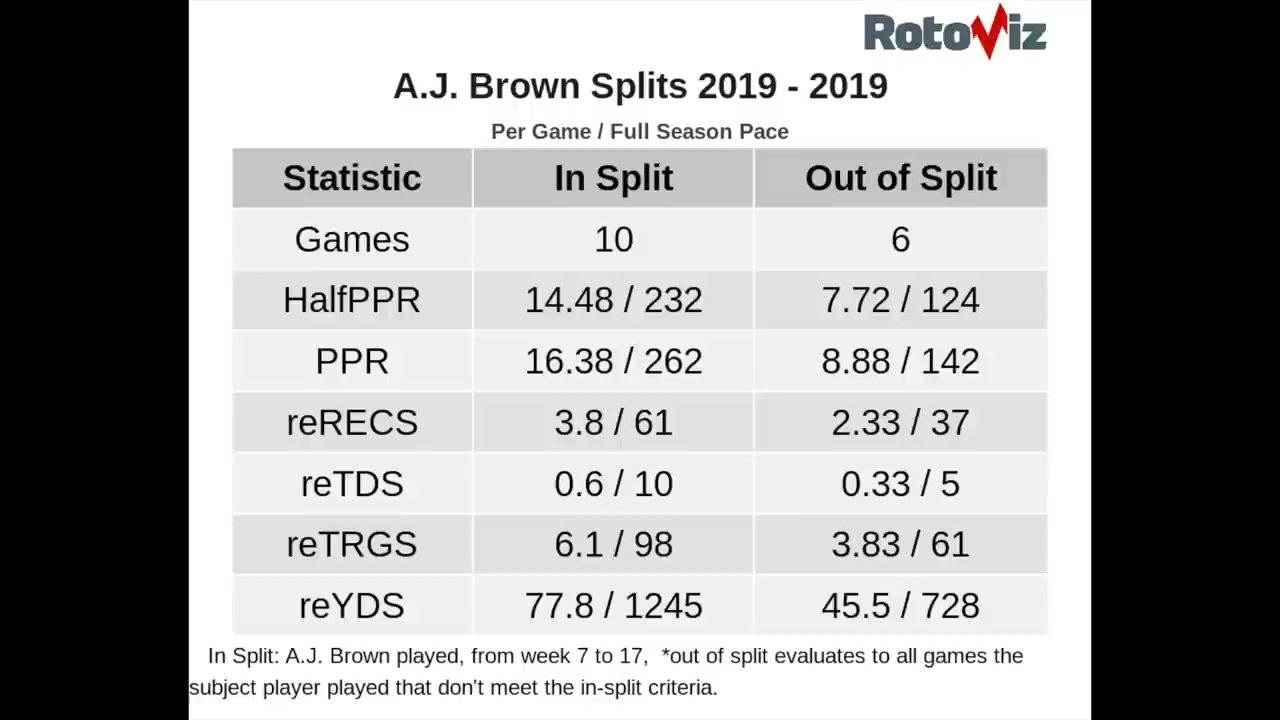 RotoViz
A.J. Brown Splits 2019 - 2019
Per Game / Full Season Pace
Statistic In Split Out of Split
Games 10 6
HalfPPR 14.48 / 232 7.72 / 124
PPR 16.38 / 262 8.88 / 142
reRECS 3.8 / 61 2.33 / 37
reTDS 0.6 / 10 0.33 / 5
reTRGS 6.1 / 98 3.83 / 61
reYDS 77.8 / 1245 45.5 / 728
In Split: A.J. Brown played, from week 7 to 17, *out of split evaluates to all games the
subject player played that don't meet the in-split criteria.